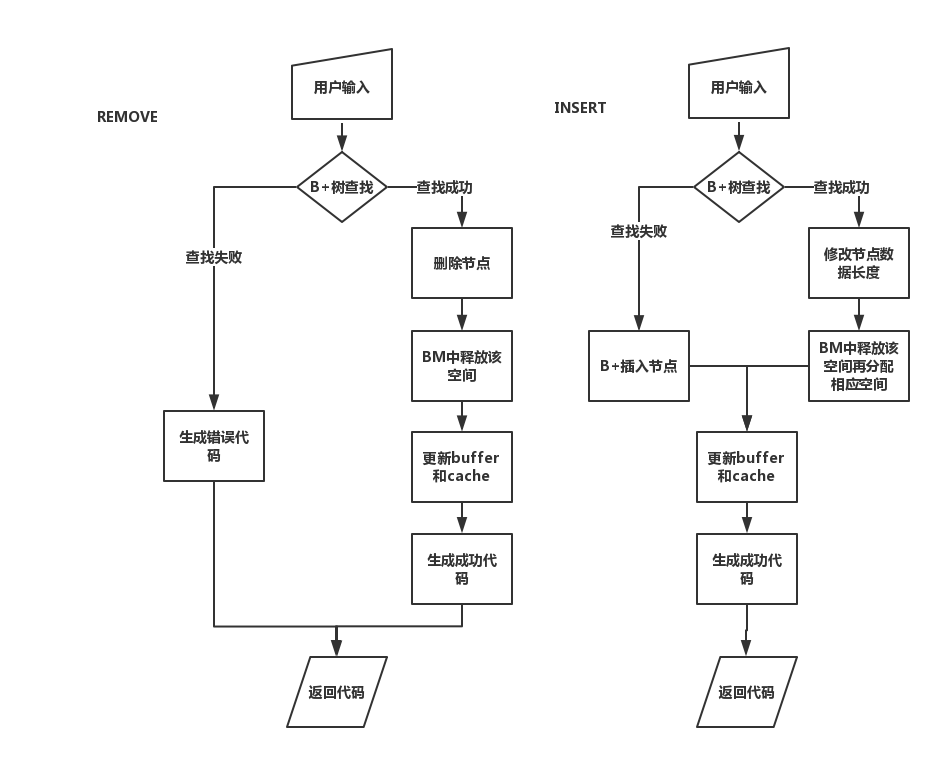 REMOVE
用户输入
B+树查找
查找成功
查找失败
删除节点
BM中释放该
空间
生成错误代
码
更新buffer
和cache
生成成功代
码
返回代码
INSERT
用户输入
B+树查找
查找成功
查找失败
修改节点数
据长度
B+插入节点
BM中释放该
空间再分配
相应空间
更新buffer
和cache
生成成功代
码
返回代码